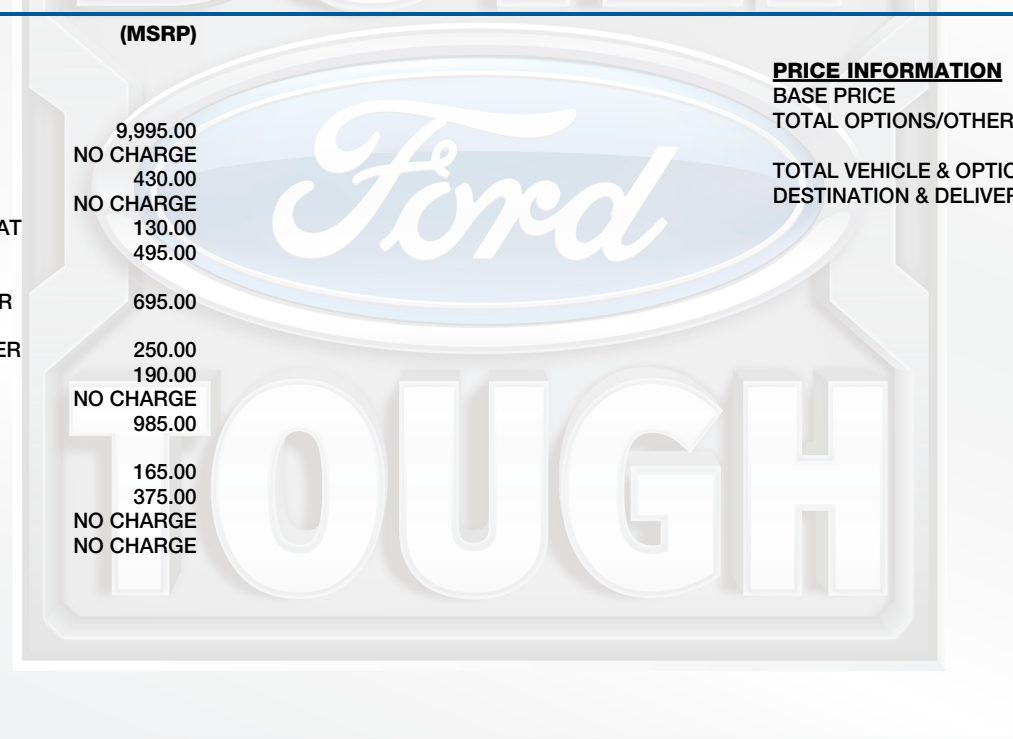 (MSRP)
9,995.00
NO CHARGE
430.00
NO CHARGE
AT 130.00
495.00
R 695.00
ER 250.00
190.00
NO CHARGE
985.00
165.00
375.00
NO CHARGE
NO CHARGE
PRICE INFORMATION
BASE PRICE
TOTAL OPTIONS/OTHER
TOTAL VEHICLE & OPTIO
DESTINATION & DELIVER
Ford
TOUGH